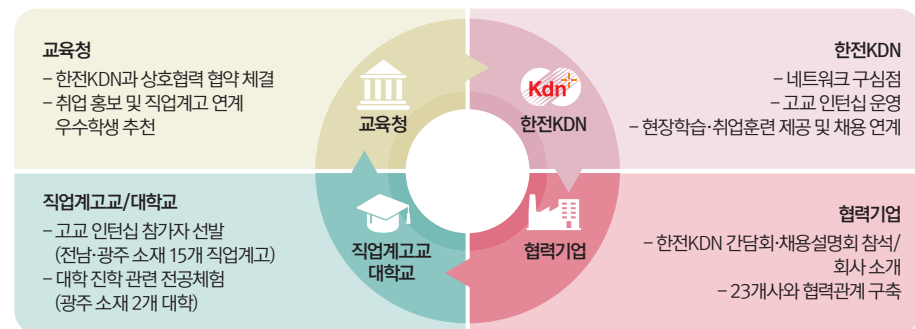 교육청
– 한전KDN과 상호협력 협약 체결
– 취업 홍보 및 직업계고 연계
우수학생 추천
교육청
Kdn
한전KDN
한전KDN
– 네트워크 구심점
– 고교 인턴십 운영
– 현장학습·취업훈련 제공 및 채용 연계
직업계고교/대학교
– 고교 인턴십 참가자 선발
(전남·광주 소재 15개 직업계고)
– 대학 진학 관련 전공체험
(광주 소재 2개 대학)
직업계고교
대학교
협력기업
협력기업
– 한전KDN 간담회·채용설명회 참석/
회사 소개
– 23개사와 협력관계 구축